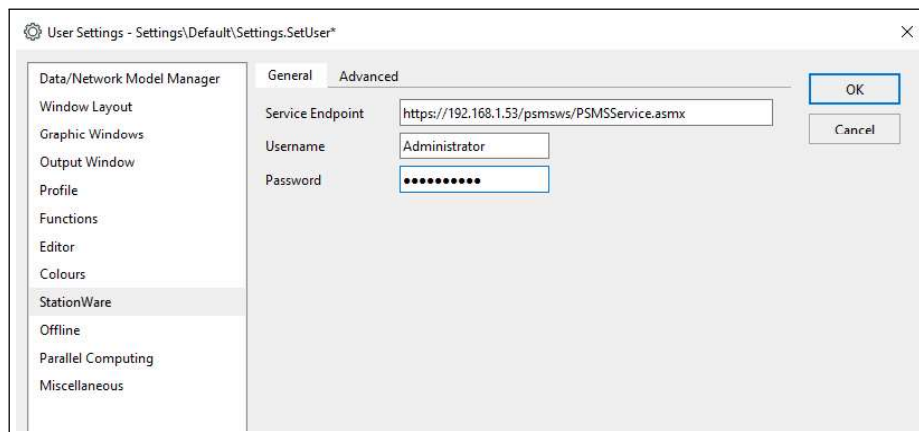 User Settings - Settings\Default\Settings.SetUser*
Data/Network Model Manager
Window Layout
Graphic Windows
Output Window
Profile
Functions
Editor
Colours
StationWare
Offline
Parallel Computing
Miscellaneous
General Advanced
Service Endpoint https://192.168.1.53/psmsws/PSMSService.asmx
Username Administrator
Password ••••••••••
OK
Cancel